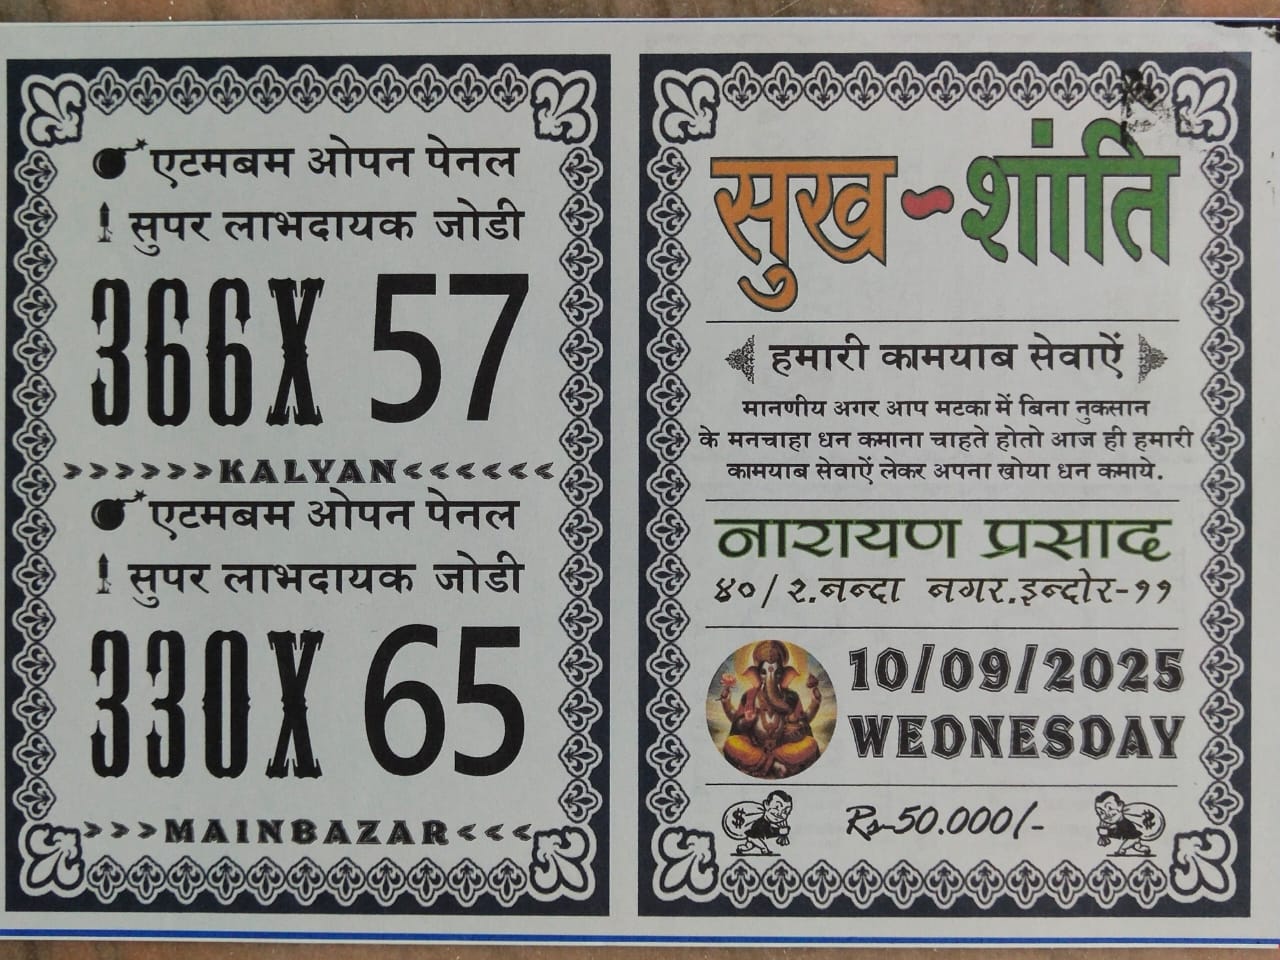 एटमबम ओपन पेनल
सुपर लाभदायक जोडी
366X 57
>>>>>>KALYAN<<<<<<
एटमबम ओपन पेनल
सुपर लाभदायक जोडी
330X 65
>>>MAINBAZAR<<<
सुख-शांति
हमारी कामयाब सेवाऐं
माननीय अगर आप मटका में बिना नुकसान
के मनचाहा धन कमाना चाहते होतो आज ही हमारी
कामयाब सेवाऐं लेकर अपना खोया धन कमाये.
नारायण प्रसाद
४०/२.नन्दा नगर.इन्दोर-११
10/09/2025
WEDNESDAY
Rs-50.000/-